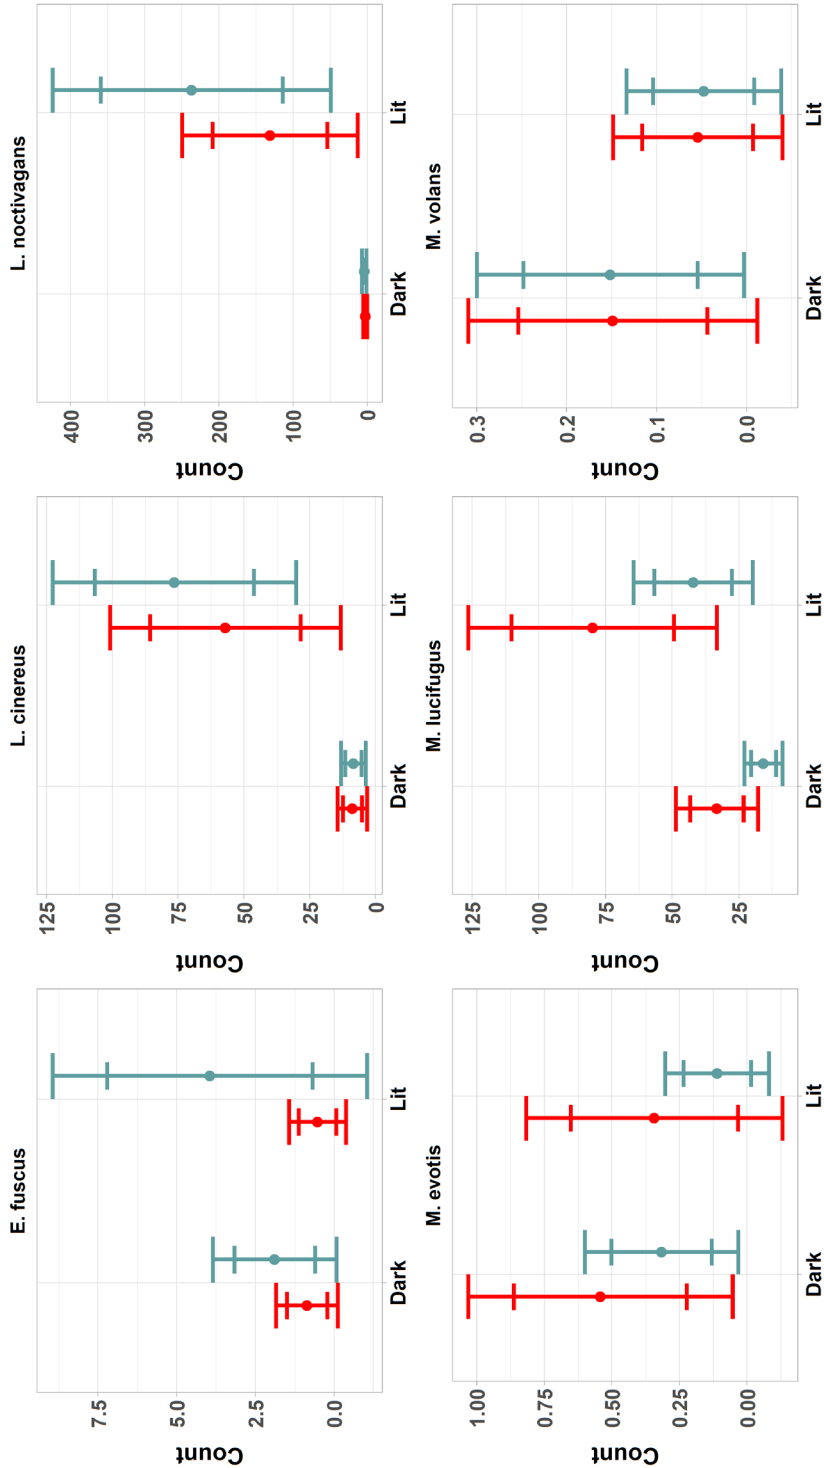 E. fuscus
Count
7.5
5.0
2.5
0.0
Dark
Lit
L. cinereus
Count
125
100
75
50
25
0
Dark
Lit
L. noctivagans
Count
400
300
200
100
0
Dark
Lit
M. evotis
Count
1.00
0.75
0.50
0.25
0.00
Dark
Lit
M. lucifugus
Count
125
100
75
50
25
Dark
Lit
M. volans
Count
0.3
0.2
0.1
0.0
Dark
Lit